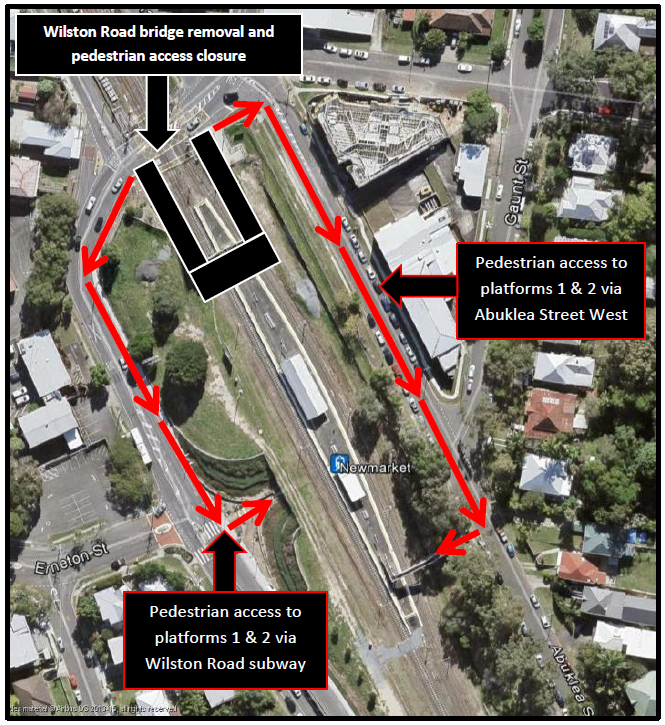 Wilston Road bridge removal and
pedestrian access closure
Gaunt St
Pedestrian access to
platforms 1 & 2 via
Abuklea Street West
Newmarket
Erneton St
Pedestrian access to
platforms 1 & 2 via
Wilston Road subway
Abuklea S